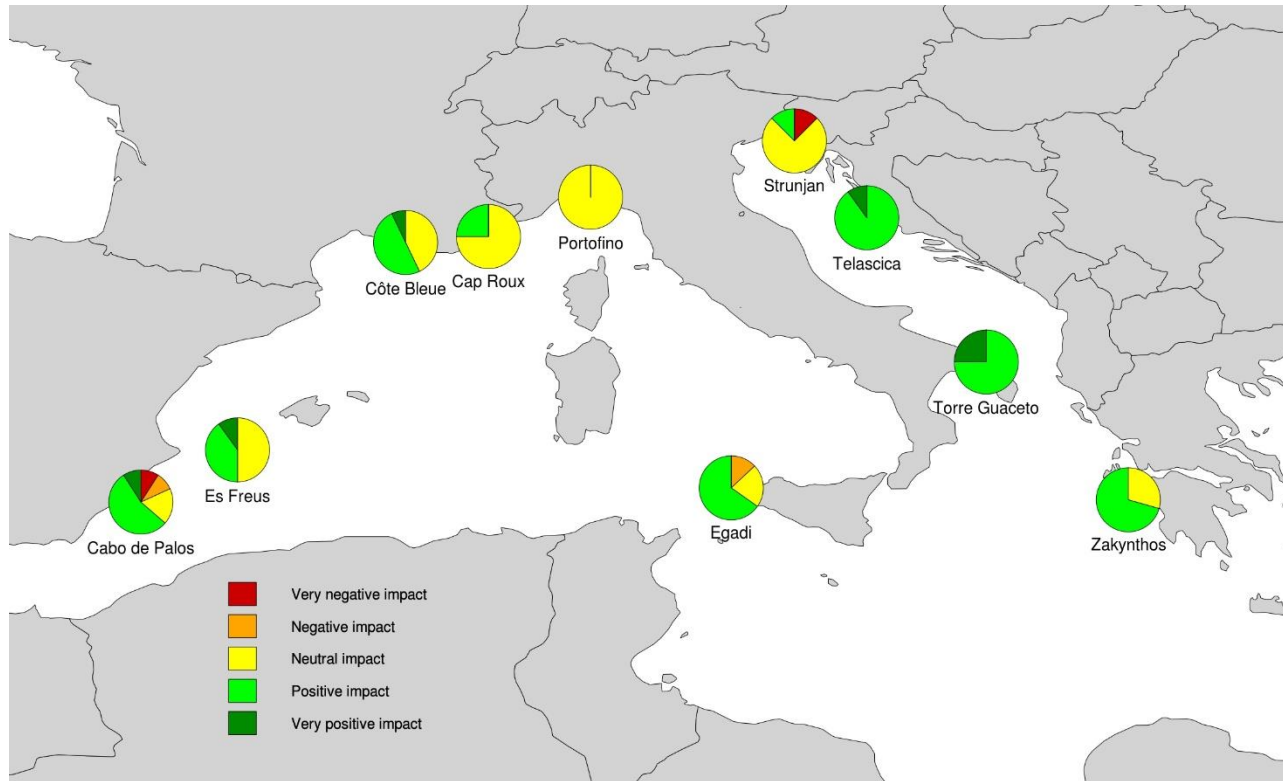 Strunjan
Portofino
Telascica
Côte Bleue
Cap Roux
Torre Guaceto
Es Freus
Cabo de Palos
Egadi
Zakynthos
Very negative impact
Negative impact
Neutral impact
Positive impact
Very positive impact